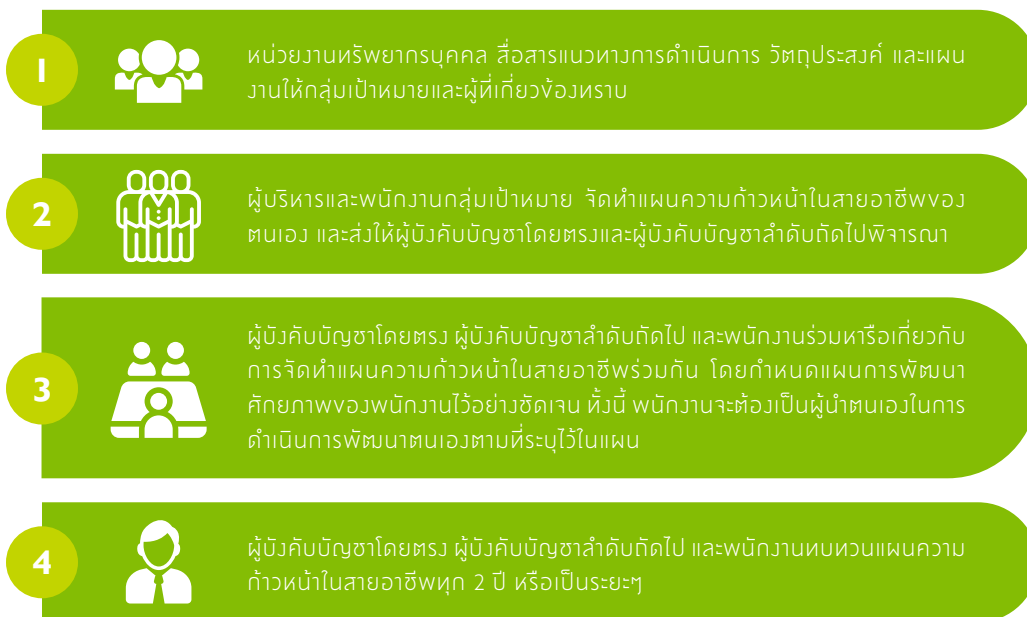 1
หน่วยงานทรัพยากรบุคคล สื่อสารแนวทางการดำเนินการ วัตถุประสงค์ และแผน
งานให้กลุ่มเป้าหมายและผู้ที่เกี่ยวข้องทราบ
2
ผู้บริหารและพนักงานกลุ่มเป้าหมาย จัดทำแผนความก้าวหน้าในสายอาชีพของ
ตนเอง และส่งให้ผู้บังคับบัญชาโดยตรงและผู้บังคับบัญชาลำดับถัดไปพิจารณา
3
ผู้บังคับบัญชาโดยตรง ผู้บังคับบัญชาลำดับถัดไป และพนักงานร่วมหารือเกี่ยวกับ
การจัดทำแผนความก้าวหน้าในสายอาชีพร่วมกัน โดยกำหนดแผนการพัฒนา
ศักยภาพของพนักงานไว้อย่างชัดเจน ทั้งนี้ พนักงานจะต้องเป็นผู้นำตนเองในการ
ดำเนินการพัฒนาตนเองตามที่ระบุไว้ในแผน
4
ผู้บังคับบัญชาโดยตรง ผู้บังคับบัญชาลำดับถัดไป และพนักงานทบทวนแผนความ
ก้าวหน้าในสายอาชีพทุก 2 ปี หรือเป็นระยะๆ